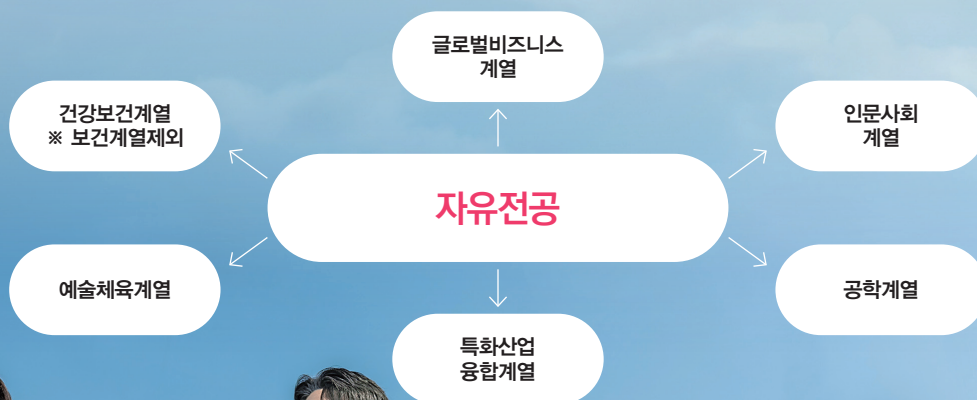 글로벌비즈니스
계열
건강보건계열
※ 보건계열제외
인문사회
계열
자유전공
예술체육계열
공학계열
특화산업
융합계열